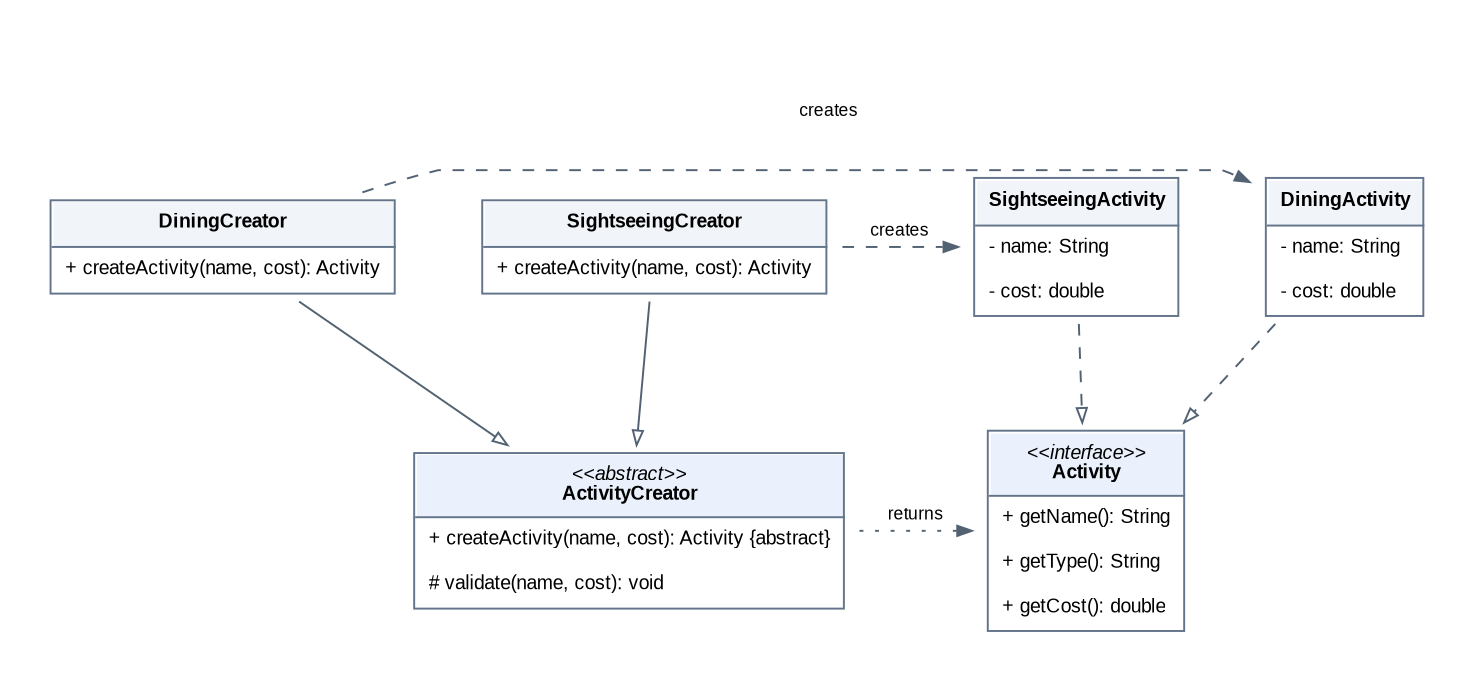 creates
DiningCreator
+ createActivity(name, cost): Activity
SightseeingCreator
+ createActivity(name, cost): Activity
creates
SightseeingActivity
- name: String
- cost: double
DiningActivity
- name: String
- cost: double
<<abstract>>
ActivityCreator
+ createActivity(name, cost): Activity {abstract}
# validate(name, cost): void
returns
<<interface>>
Activity
+ getName(): String
+ getType(): String
+ getCost(): double